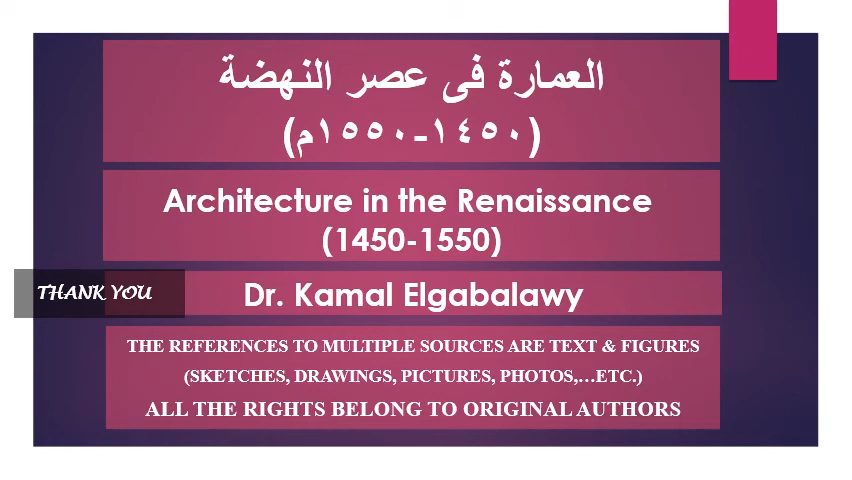 العمارة فى عصر النهضة
(١٤٥٠-١٥٥٠م)
Architecture in the Renaissance
(1450-1550)
THANK YOU
Dr. Kamal Elgabalawy
THE REFERENCES TO MULTIPLE SOURCES ARE TEXT & FIGURES
(SKETCHES, DRAWINGS, PICTURES, PHOTOS,…ETC.)
ALL THE RIGHTS BELONG TO ORIGINAL AUTHORS